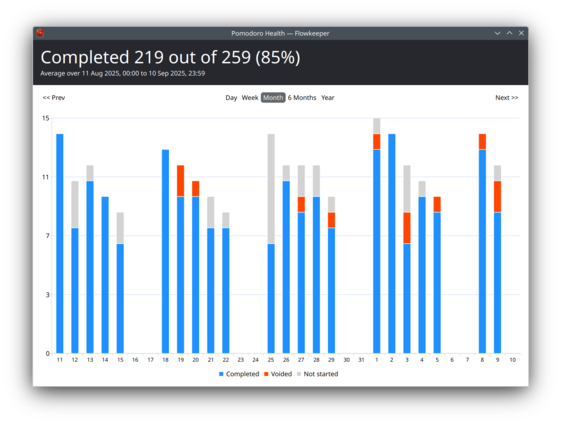 Pomodoro Health — Flowkeeper
Completed 219 out of 259 (85%)
Average over 11 Aug 2025, 00:00 to 10 Sep 2025, 23:59
<< Prev Day Week Month 6 Months Year Next >>
15
11
7
3
0
11 12 13 14 15 16 17 18 19 20 21 22 23 24 25 26 27 28 29 30 31 1 2 3 4 5 6 7 8 9 10
Completed Voided Not started